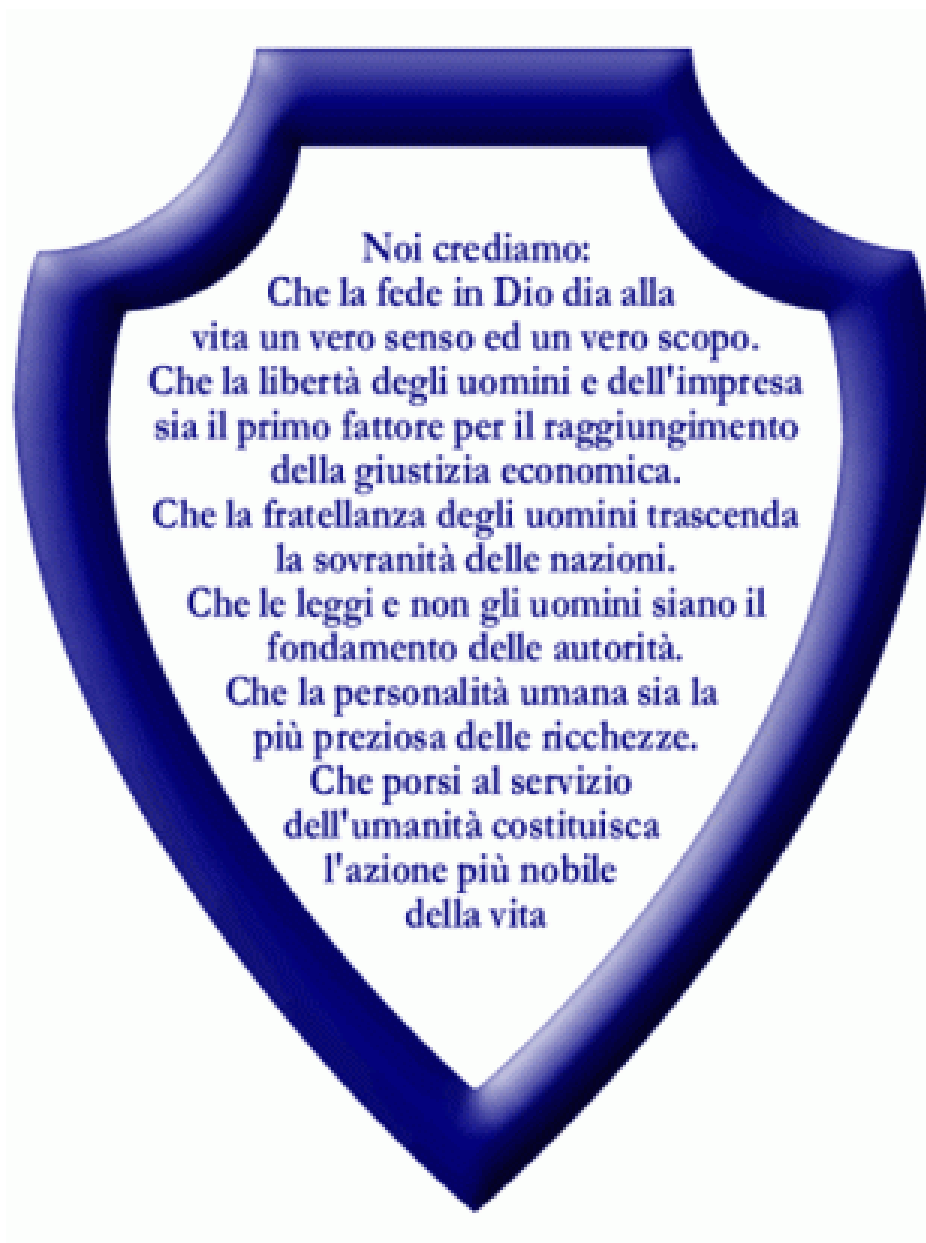 Noi crediamo:
Che la fede in Dio dia alla
vita un vero senso ed un vero scopo.
Che la libertà degli uomini e dell'impresa
sia il primo fattore per il raggiungimento
della giustizia economica.
Che la fratellanza degli uomini trascenda
la sovranità delle nazioni.
Che le leggi e non gli uomini siano il
fondamento delle autorità.
Che la personalità umana sia la
più preziosa delle ricchezze.
Che porsi al servizio
dell'umanità costituisca
l'azione più nobile
della vita